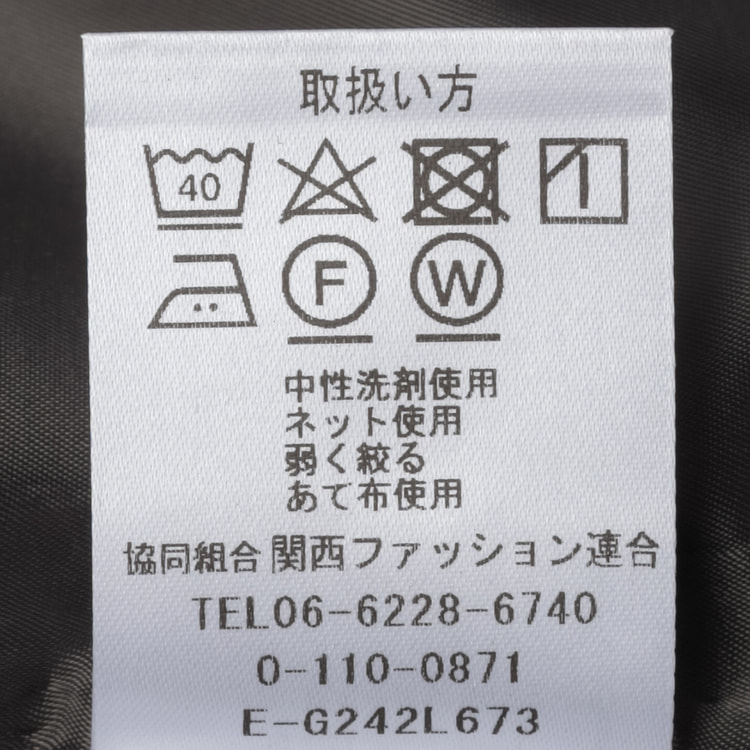 取扱い方
40
F W
中性洗剤使用
ネット使用
弱く絞る
あて布使用
協同組合 関西ファッション連合
TEL06-6228-6740
0-110-0871
E-G242L673